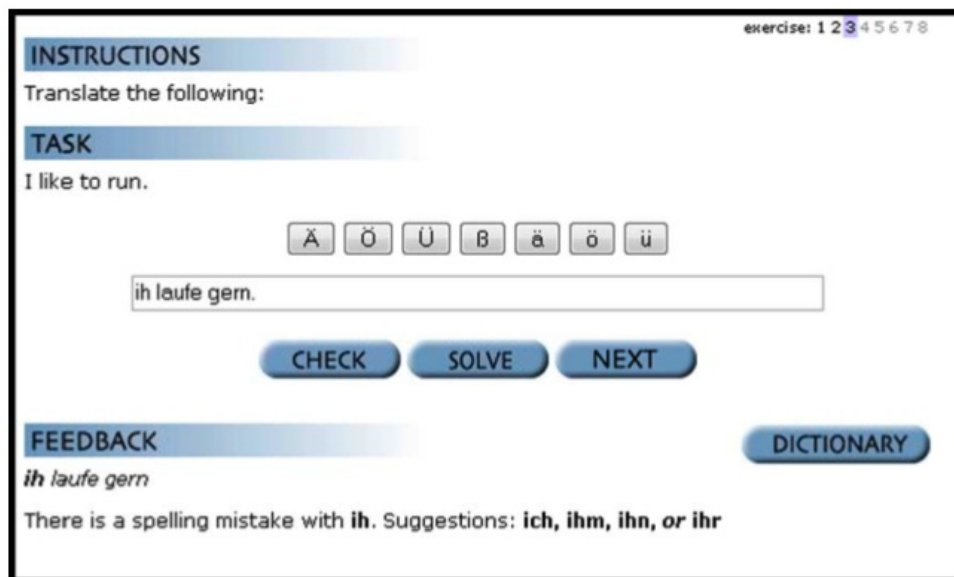 exercise: 1 2 3 4 5 6 7 8
INSTRUCTIONS
Translate the following:
TASK
I like to run.
Ä Ö Ü ß ä ö ü
ih laufe gern.
CHECK SOLVE NEXT
FEEDBACK
DICTIONARY
ih laufe gern
There is a spelling mistake with ih. Suggestions: ich, ihm, ihn, or ihr